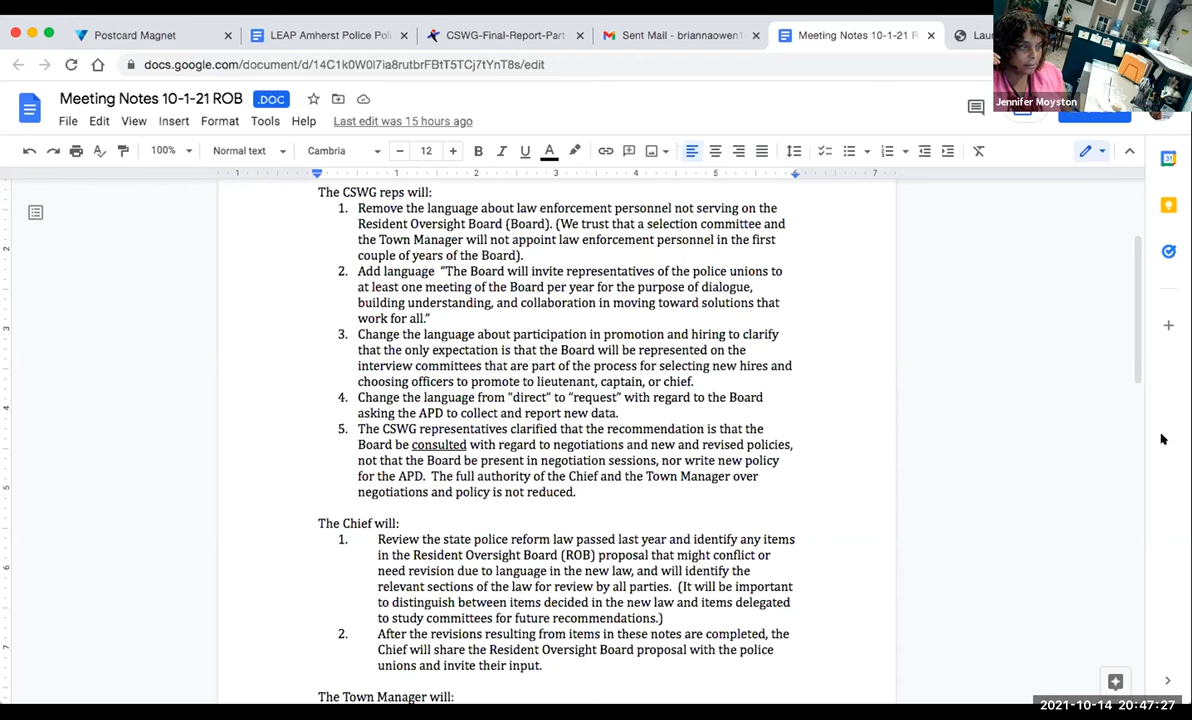 Postcard Magnet
LEAP Amherst Police Poli
CSWG-Final-Report-Part
Sent Mail - briannaowen
Meeting Notes 10-1-21 R
Lau
docs.google.com/document/d/14C1k0W0l7ia8rutbrFBtT5TCj7tYnT8s/edit
Jennifer Moyston
Meeting Notes 10-1-21 ROB
.DOC
File Edit View Insert Format Tools Help Last edit was 15 hours ago
100% Normal text Cambria 12
1 1 2 3 4 5 6 7
The CSWG reps will:
1. Remove the language about law enforcement personnel not serving on the
Resident Oversight Board (Board). (We trust that a selection committee and
the Town Manager will not appoint law enforcement personnel in the first
couple of years of the Board).
2. Add language “The Board will invite representatives of the police unions to
at least one meeting of the Board per year for the purpose of dialogue,
building understanding, and collaboration in moving toward solutions that
work for all.”
3. Change the language about participation in promotion and hiring to clarify
that the only expectation is that the Board will be represented on the
interview committees that are part of the process for selecting new hires and
choosing officers to promote to lieutenant, captain, or chief.
4. Change the language from “direct” to “request” with regard to the Board
asking the APD to collect and report new data.
5. The CSWG representatives clarified that the recommendation is that the
Board be consulted with regard to negotiations and new and revised policies,
not that the Board be present in negotiation sessions, nor write new policy
for the APD. The full authority of the Chief and the Town Manager over
negotiations and policy is not reduced.
The Chief will:
1. Review the state police reform law passed last year and identify any items
in the Resident Oversight Board (ROB) proposal that might conflict or
need revision due to language in the new law, and will identify the
relevant sections of the law for review by all parties. (It will be important
to distinguish between items decided in the new law and items delegated
to study committees for future recommendations.)
2. After the revisions resulting from items in these notes are completed, the
Chief will share the Resident Oversight Board proposal with the police
unions and invite their input.
The Town Manager will:
2021-10-14 20:47:27